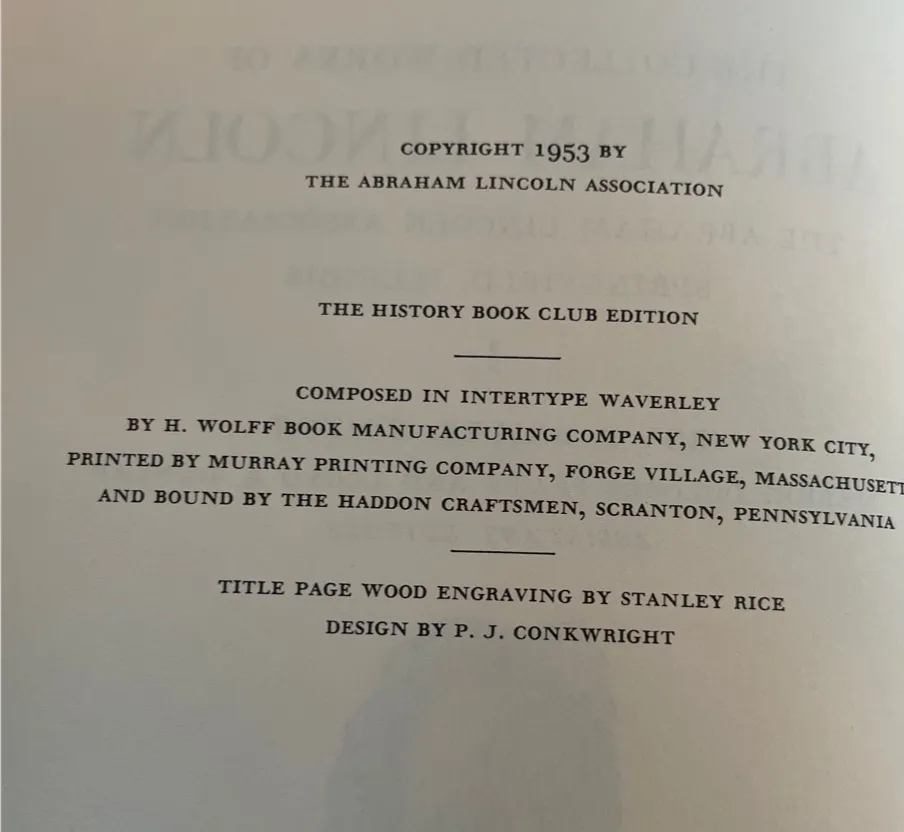 COPYRIGHT 1953 BY
THE ABRAHAM LINCOLN ASSOCIATION
THE HISTORY BOOK CLUB EDITION
COMPOSED IN INTERTYPE WAVERLEY
BY H. WOLFF BOOK MANUFACTURING COMPANY, NEW YORK CITY,
PRINTED BY MURRAY PRINTING COMPANY, FORGE VILLAGE, MASSACHUSETT
AND BOUND BY THE HADDON CRAFTSMEN, SCRANTON, PENNSYLVANIA
TITLE PAGE WOOD ENGRAVING BY STANLEY RICE
DESIGN BY P. J. CONKWRIGHT